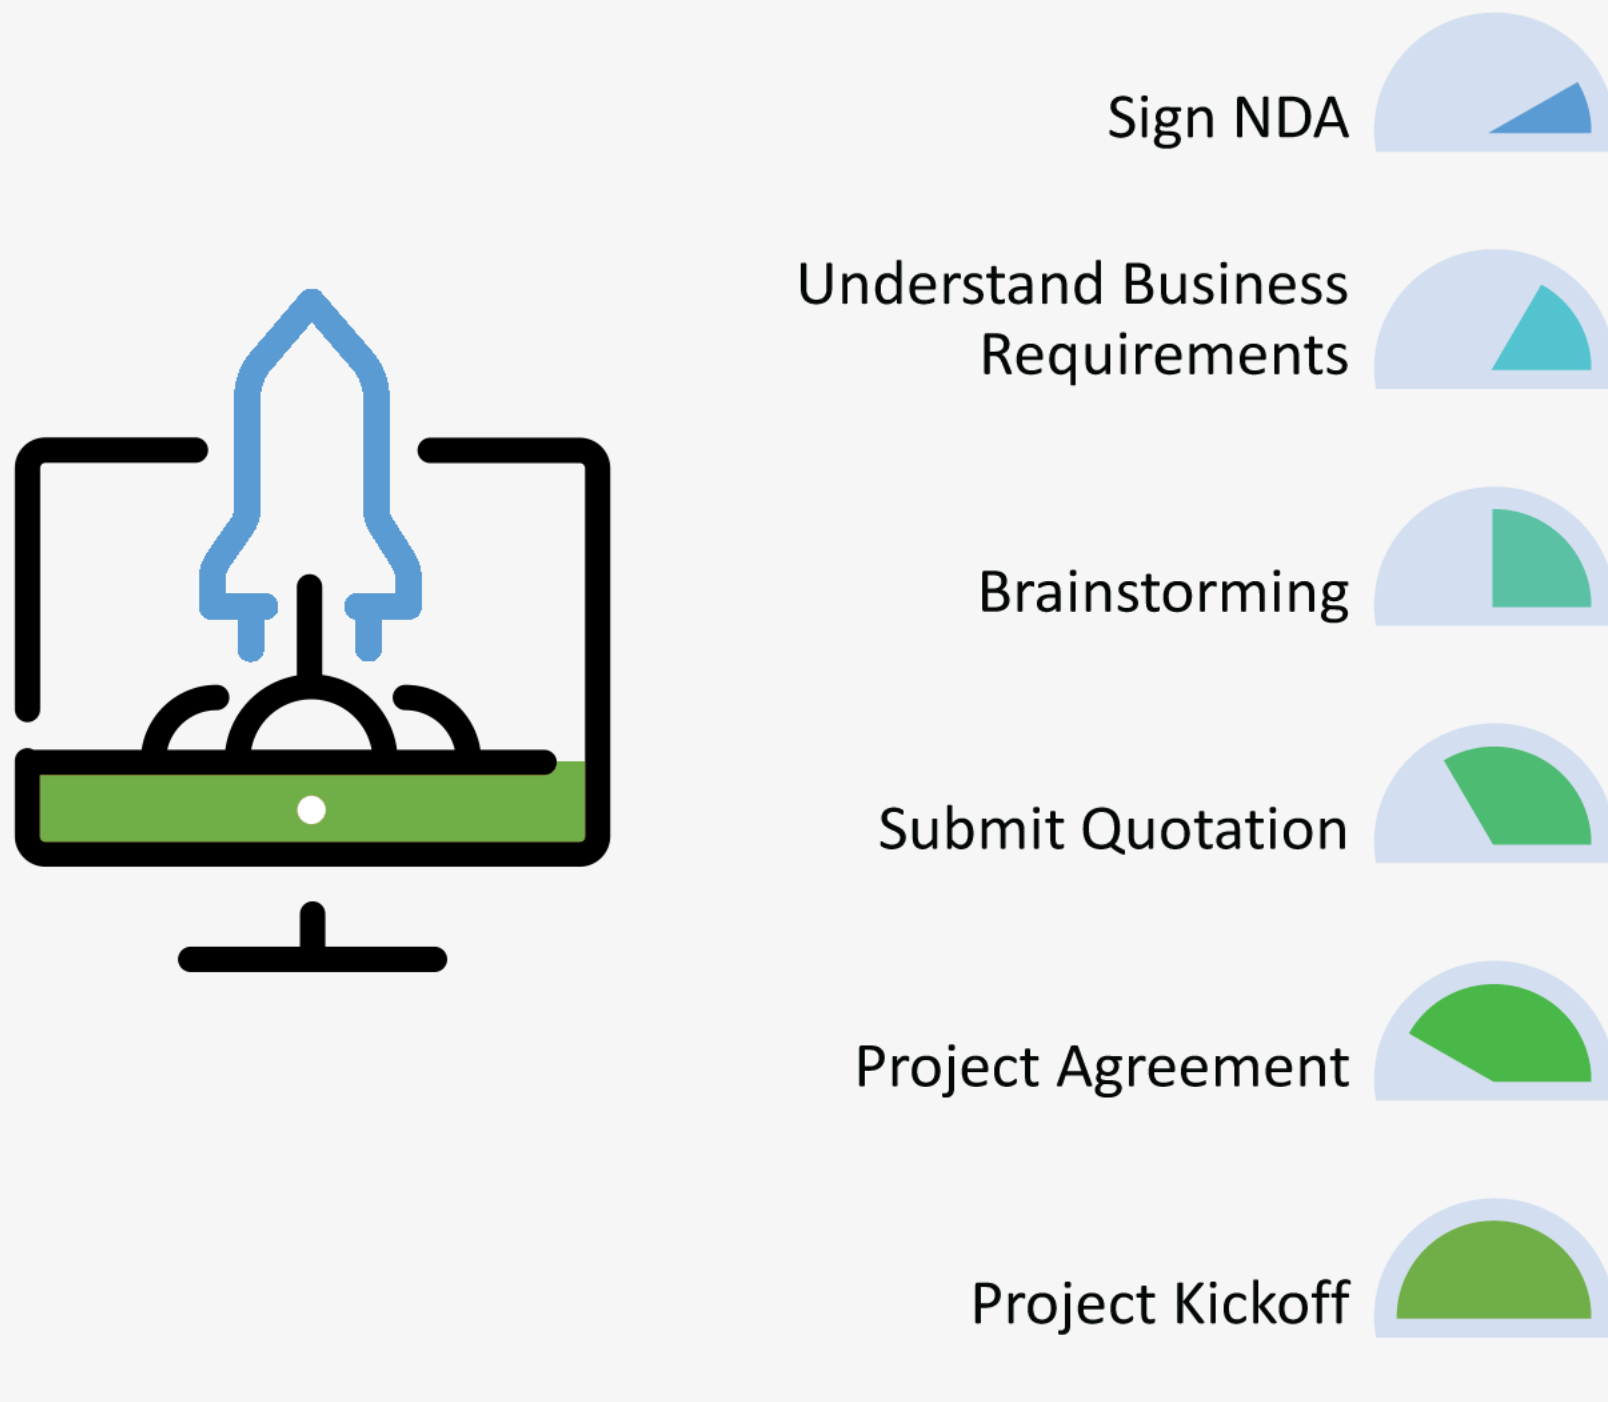 Sign NDA
Understand Business
Requirements
Brainstorming
Submit Quotation
Project Agreement
Project Kickoff